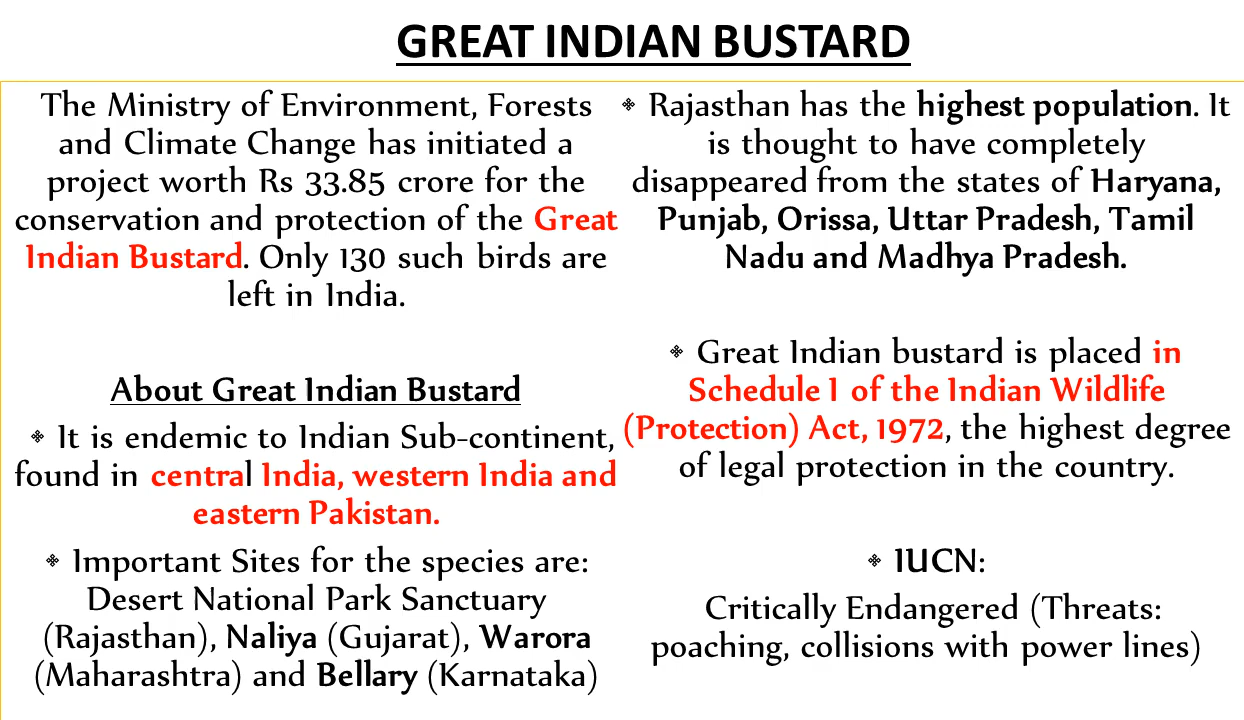 GREAT INDIAN BUSTARD
The Ministry of Environment, Forests
and Climate Change has initiated a
project worth Rs 33.85 crore for the
conservation and protection of the Great
Indian Bustard. Only 130 such birds are
left in India.
About Great Indian Bustard
❖ It is endemic to Indian Sub-continent,
found in central India, western India and
eastern Pakistan.
❖ Important Sites for the species are:
Desert National Park Sanctuary
(Rajasthan), Naliya (Gujarat), Warora
(Maharashtra) and Bellary (Karnataka)
❖ Rajasthan has the highest population. It
is thought to have completely
disappeared from the states of Haryana,
Punjab, Orissa, Uttar Pradesh, Tamil
Nadu and Madhya Pradesh.
❖ Great Indian bustard is placed in
Schedule I of the Indian Wildlife
(Protection) Act, 1972, the highest degree
of legal protection in the country.
❖ IUCN:
Critically Endangered (Threats:
poaching, collisions with power lines)